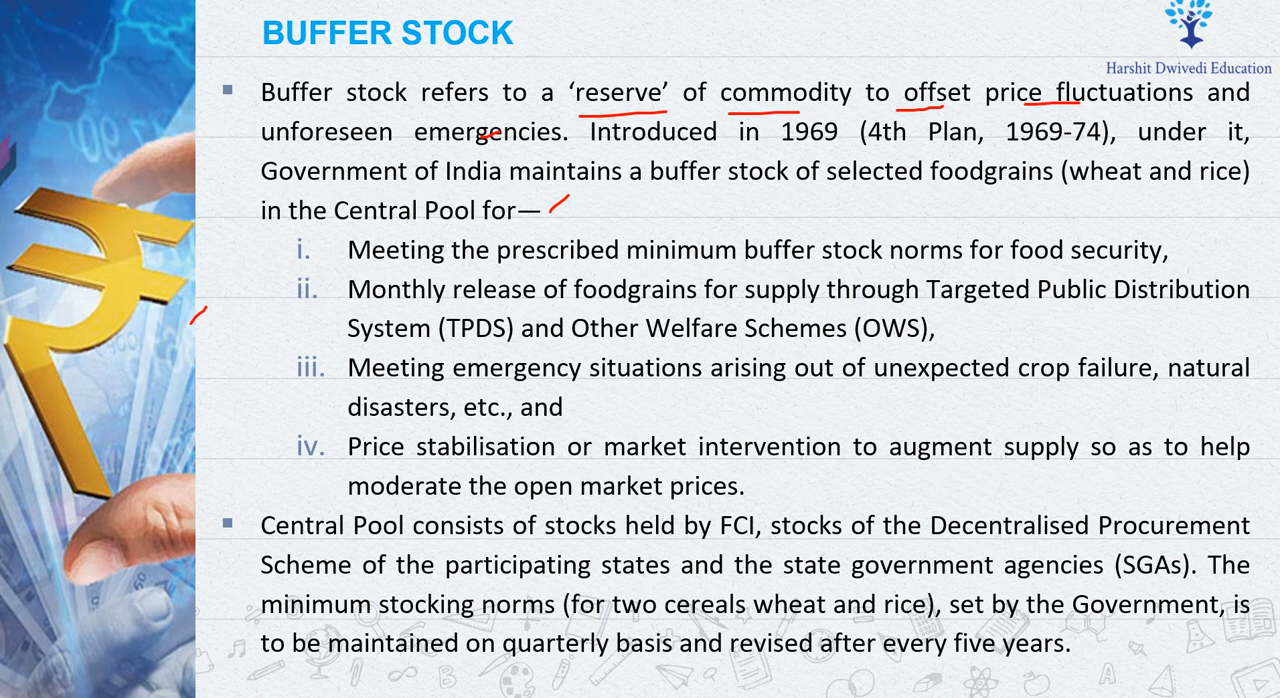 BUFFER STOCK
Harshit Dwivedi Education
▪ Buffer stock refers to a ‘reserve’ of commodity to offset price fluctuations and
unforeseen emergencies. Introduced in 1969 (4th Plan, 1969-74), under it,
Government of India maintains a buffer stock of selected foodgrains (wheat and rice)
in the Central Pool for—
i. Meeting the prescribed minimum buffer stock norms for food security,
ii. Monthly release of foodgrains for supply through Targeted Public Distribution
System (TPDS) and Other Welfare Schemes (OWS),
iii. Meeting emergency situations arising out of unexpected crop failure, natural
disasters, etc., and
iv. Price stabilisation or market intervention to augment supply so as to help
moderate the open market prices.
▪ Central Pool consists of stocks held by FCI, stocks of the Decentralised Procurement
Scheme of the participating states and the state government agencies (SGAs). The
minimum stocking norms (for two cereals wheat and rice), set by the Government, is
to be maintained on quarterly basis and revised after every five years.